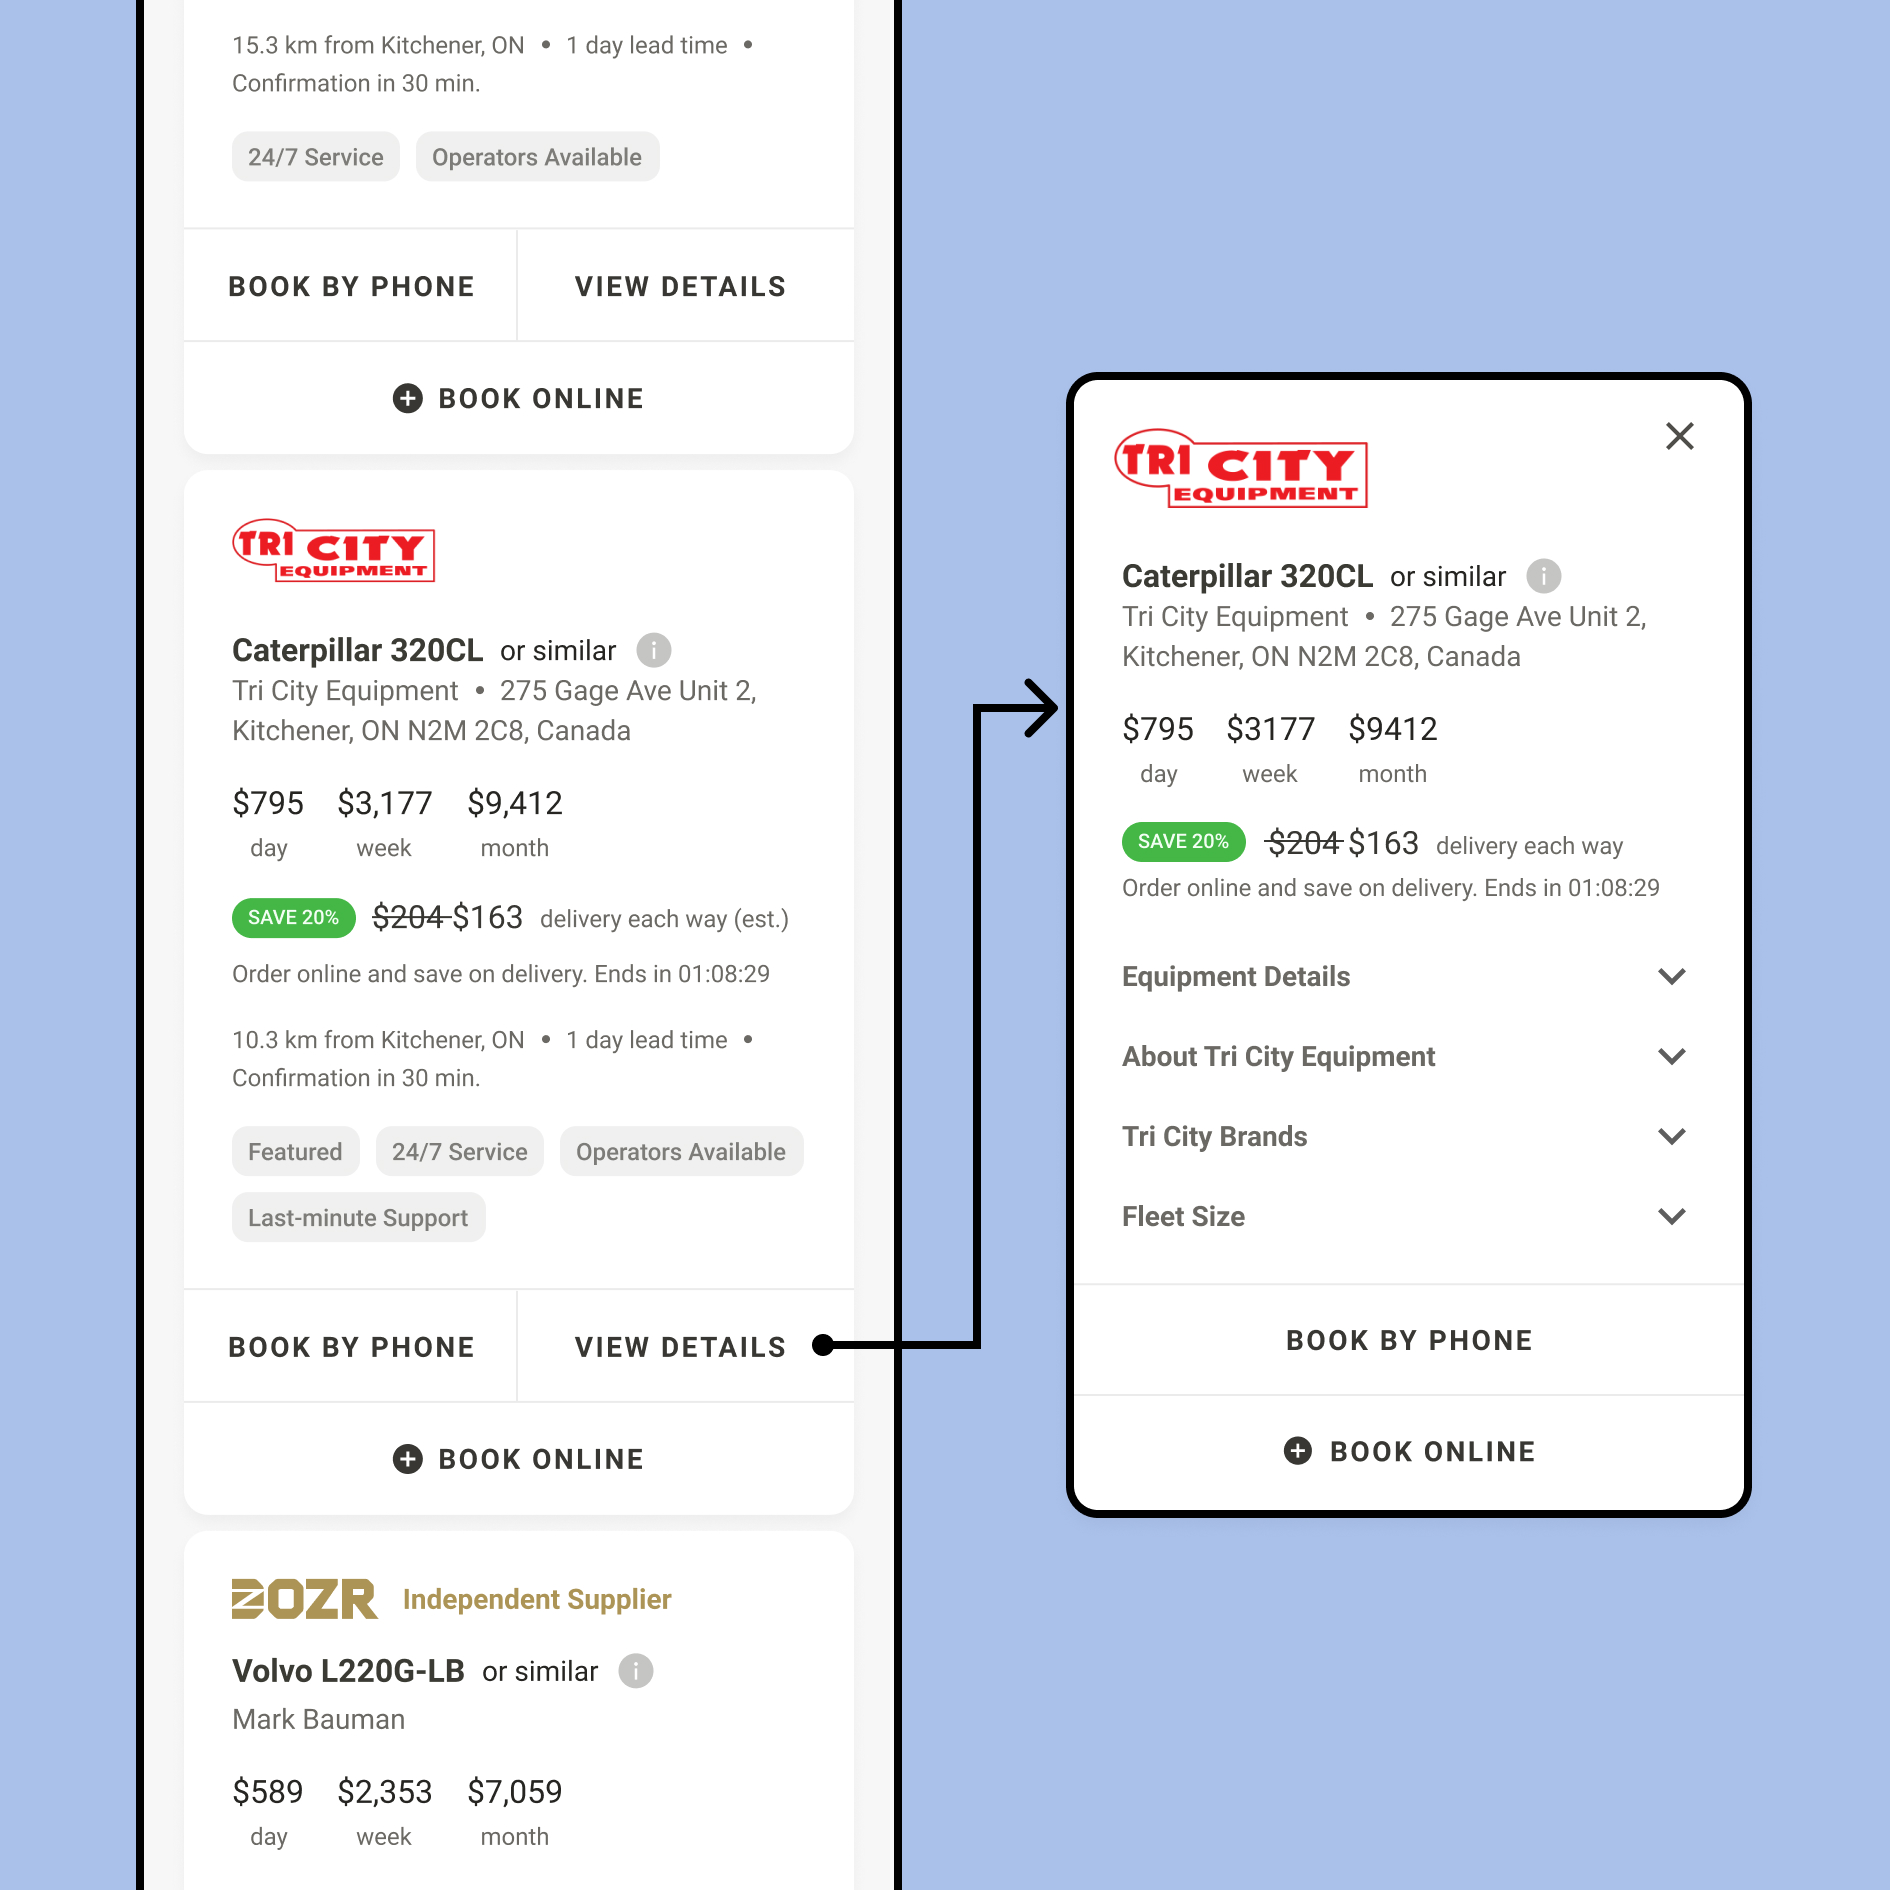 15.3 km from Kitchener, ON • 1 day lead time •
Confirmation in 30 min.
24/7 Service
Operators Available
BOOK BY PHONE
VIEW DETAILS
BOOK ONLINE
TRI CITY
EQUIPMENT
Caterpillar 320CL or similar
Tri City Equipment • 275 Gage Ave Unit 2,
Kitchener, ON N2M 2C8, Canada
$795 $3,177 $9,412
day week month
SAVE 20% $204 $163 delivery each way (est.)
Order online and save on delivery. Ends in 01:08:29
10.3 km from Kitchener, ON • 1 day lead time •
Confirmation in 30 min.
Featured
24/7 Service
Operators Available
Last-minute Support
BOOK BY PHONE
VIEW DETAILS
BOOK ONLINE
DOZR Independent Supplier
Volvo L220G-LB or similar
Mark Bauman
$589 $2,353 $7,059
day week month
TRI CITY
EQUIPMENT
Caterpillar 320CL or similar
Tri City Equipment • 275 Gage Ave Unit 2,
Kitchener, ON N2M 2C8, Canada
$795 $3177 $9412
day week month
SAVE 20% $204 $163 delivery each way
Order online and save on delivery. Ends in 01:08:29
Equipment Details
About Tri City Equipment
Tri City Brands
Fleet Size
BOOK BY PHONE
BOOK ONLINE